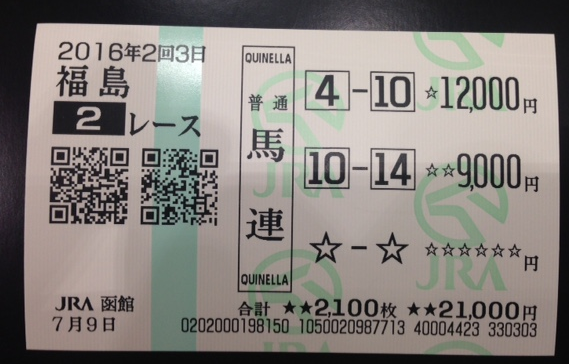 2016年2回3日
福島
2 レース
JRA 函館
7月9日
QUINELLA
普通
馬連
QUINELLA
4-10 ☆12,000円
10-14 ☆☆9,000円
☆-☆ ☆☆☆☆☆☆円
合計 ★★2,100枚 ★★21,000円
0202000198150 1050020987713 40004423 330303
JRA
JRA
JRA